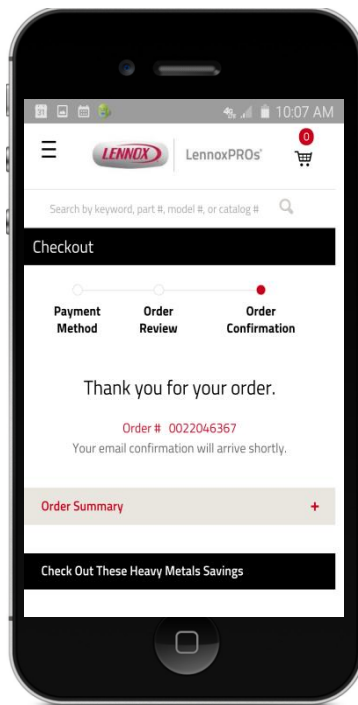 31
4G 10:07 AM
LENNOX LennoxPROs®
0
Search by keyword, part #, model #, or catalog #
Checkout
Payment Method
Order Review
Order Confirmation
Thank you for your order.
Order # 0022046367
Your email confirmation will arrive shortly.
Order Summary +
Check Out These Heavy Metals Savings